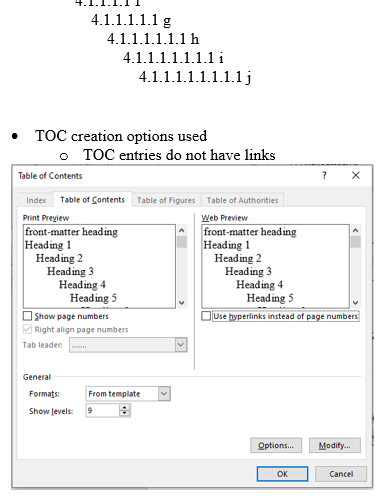 4.1.1.1.1 f
4.1.1.1.1.1 g
4.1.1.1.1.1.1 h
4.1.1.1.1.1.1.1 i
4.1.1.1.1.1.1.1.1 j
• TOC creation options used
o TOC entries do not have links
Table of Contents ? ×
Index Table of Contents Table of Figures Table of Authorities
Print Preview
front-matter heading
Heading 1
Heading 2
Heading 3
Heading 4
Heading 5
Web Preview
front-matter heading
Heading 1
Heading 2
Heading 3
Heading 4
Heading 5
Show page numbers
Use hyperlinks instead of page numbers
Right align page numbers
Tab leader: .......
General
Formats: From template
Show levels: 9
Options... Modify...
OK Cancel